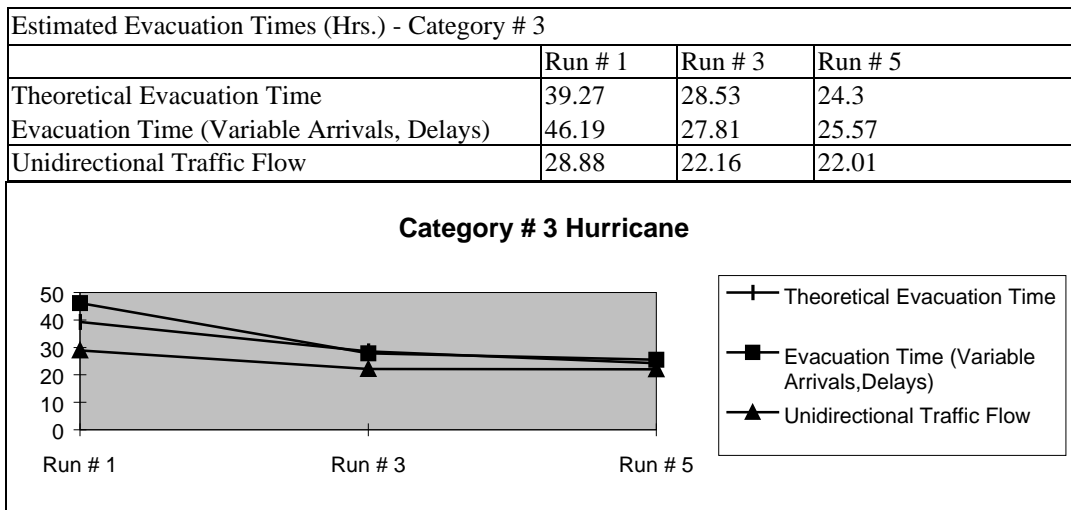 Estimated Evacuation Times (Hrs.) - Category # 3
Run # 1 Run # 3 Run # 5
Theoretical Evacuation Time 39.27 28.53 24.3
Evacuation Time (Variable Arrivals, Delays) 46.19 27.81 25.57
Unidirectional Traffic Flow 28.88 22.16 22.01
Category # 3 Hurricane
50
40
30
20
10
0
Run # 1 Run # 3 Run # 5
Theoretical Evacuation Time
Evacuation Time (Variable
Arrivals,Delays)
Unidirectional Traffic Flow